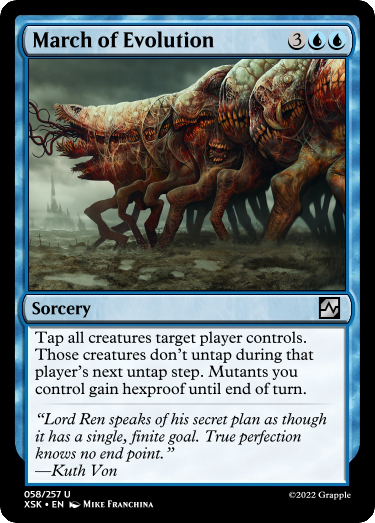 March of Evolution 3
Sorcery
Tap all creatures target player controls.
Those creatures don't untap during that
player's next untap step. Mutants you
control gain hexproof until end of turn.
“Lord Ren speaks of his secret plan as though
it has a single, finite goal. True perfection
knows no end point.”
—Kuth Von
058/257 U
XSK • EN Mike Franchina
©2022 Grapple